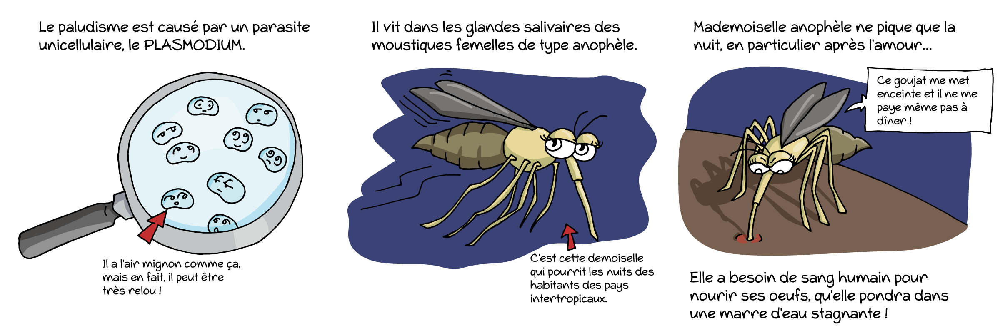 Le paludisme est causé par un parasite
unicellulaire, le PLASMODIUM.
Il a l'air mignon comme ça,
mais en fait, il peut être
très relou !
Il vit dans les glandes salivaires des
moustiques femelles de type anophèle.
C'est cette demoiselle
qui pourrit les nuits des
habitants des pays
intertropicaux.
Mademoiselle anophèle ne pique que la
nuit, en particulier après l'amour...
Ce goujat me met
enceinte et il ne me
paye même pas à
dîner !
Elle a besoin de sang humain pour
nourir ses oeufs, qu'elle pondra dans
une marre d'eau stagnante !